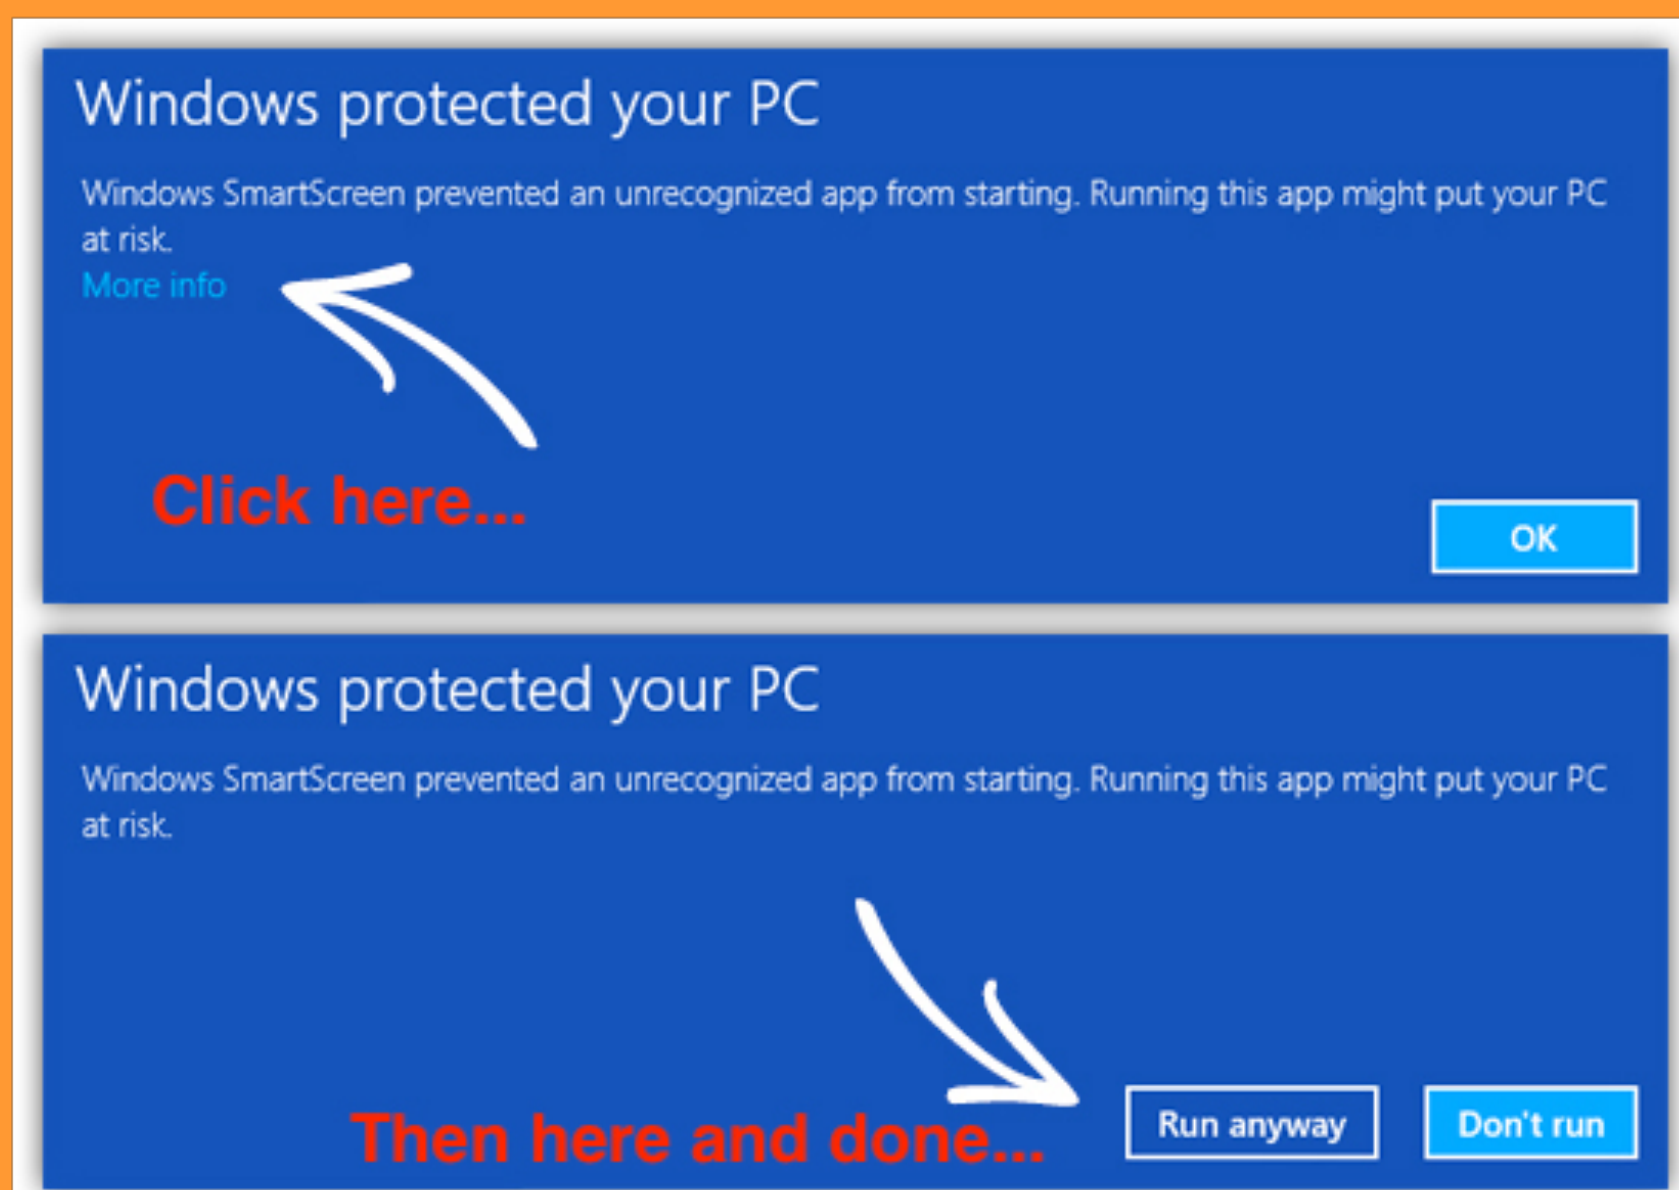 Windows protected your PC
Windows SmartScreen prevented an unrecognized app from starting. Running this app might put your PC
at risk.
More info
Click here...
OK
Windows protected your PC
Windows SmartScreen prevented an unrecognized app from starting. Running this app might put your PC
at risk.
Then here and done...
Run anyway
Don't run